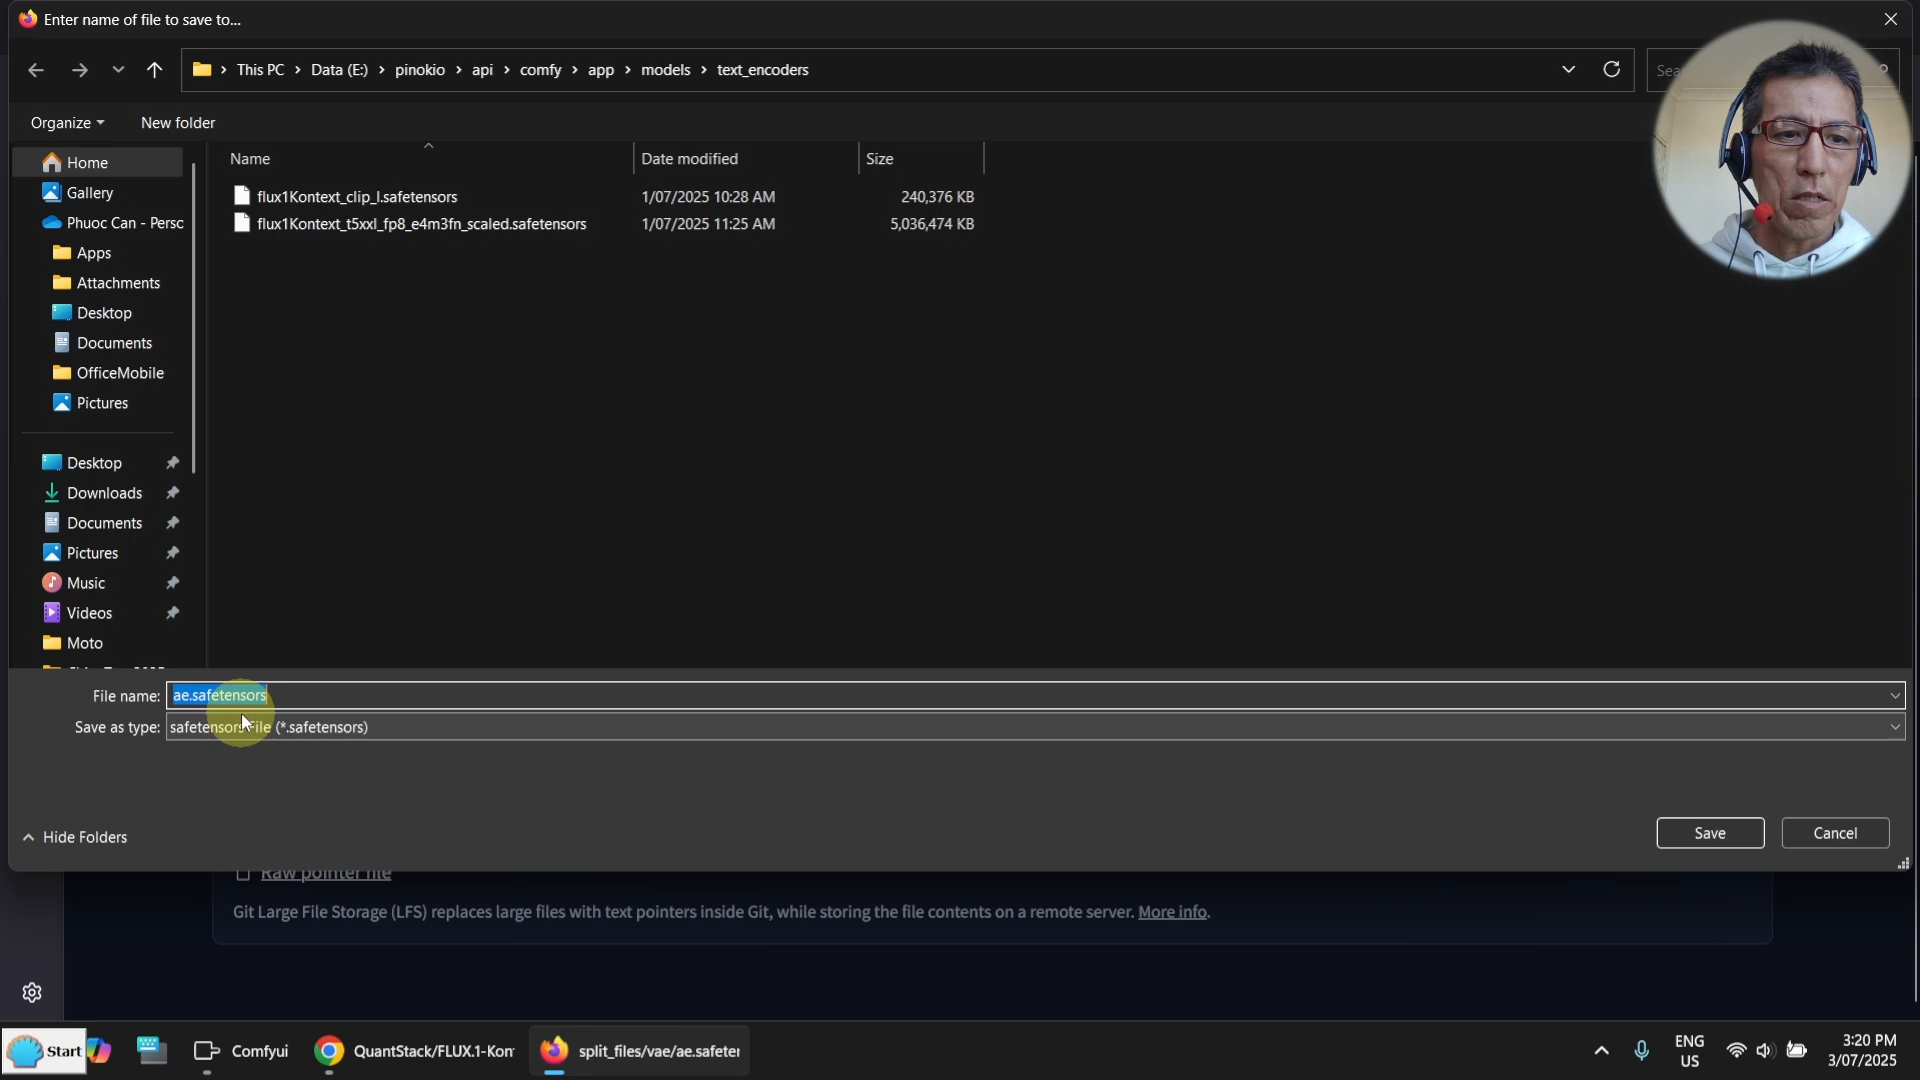 Enter name of file to save to...
This PC > Data (E:) > pinokio > api > comfy > app > models > text_encoders
Sea
Organize
New folder
Name
Date modified
Size
Home
Gallery
Phuoc Can - Perso
Apps
Attachments
Desktop
Documents
OfficeMobile
Pictures
Desktop
Downloads
Documents
Pictures
Music
Videos
Moto
flux1Kontext_clip_l.safetensors
1/07/2025 10:28 AM
240,376 KB
flux1Kontext_t5xxl_fp8_e4m3fn_scaled.safetensors
1/07/2025 11:25 AM
5,036,474 KB
File name: ae.safetensors
Save as type: safetensors File (*.safetensors)
Hide Folders
Save
Cancel
Raw pointer file
Git Large File Storage (LFS) replaces large files with text pointers inside Git, while storing the file contents on a remote server. More info.
Start
Comfyui
QuantStack/FLUX.1-Kon
split_files/vae/ae.safeter
ENG
US
3:20 PM
3/07/2025